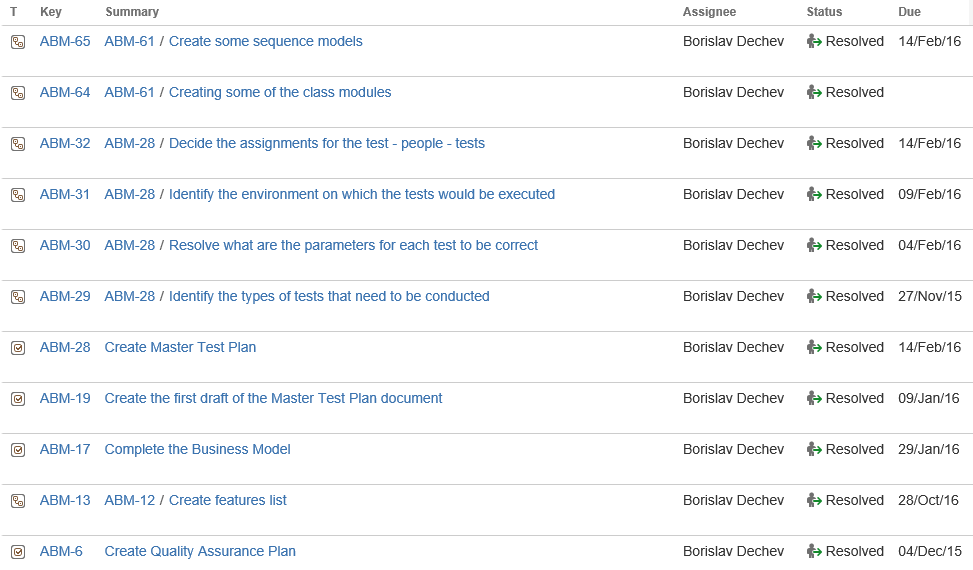 T Key Summary Assignee Status Due
ABM-65 ABM-61 / Create some sequence models Borislav Dechev Resolved 14/Feb/16
ABM-64 ABM-61 / Creating some of the class modules Borislav Dechev Resolved
ABM-32 ABM-28 / Decide the assignments for the test - people - tests Borislav Dechev Resolved 14/Feb/16
ABM-31 ABM-28 / Identify the environment on which the tests would be executed Borislav Dechev Resolved 09/Feb/16
ABM-30 ABM-28 / Resolve what are the parameters for each test to be correct Borislav Dechev Resolved 04/Feb/16
ABM-29 ABM-28 / Identify the types of tests that need to be conducted Borislav Dechev Resolved 27/Nov/15
ABM-28 Create Master Test Plan Borislav Dechev Resolved 14/Feb/16
ABM-19 Create the first draft of the Master Test Plan document Borislav Dechev Resolved 09/Jan/16
ABM-17 Complete the Business Model Borislav Dechev Resolved 29/Jan/16
ABM-13 ABM-12 / Create features list Borislav Dechev Resolved 28/Oct/16
ABM-6 Create Quality Assurance Plan Borislav Dechev Resolved 04/Dec/15